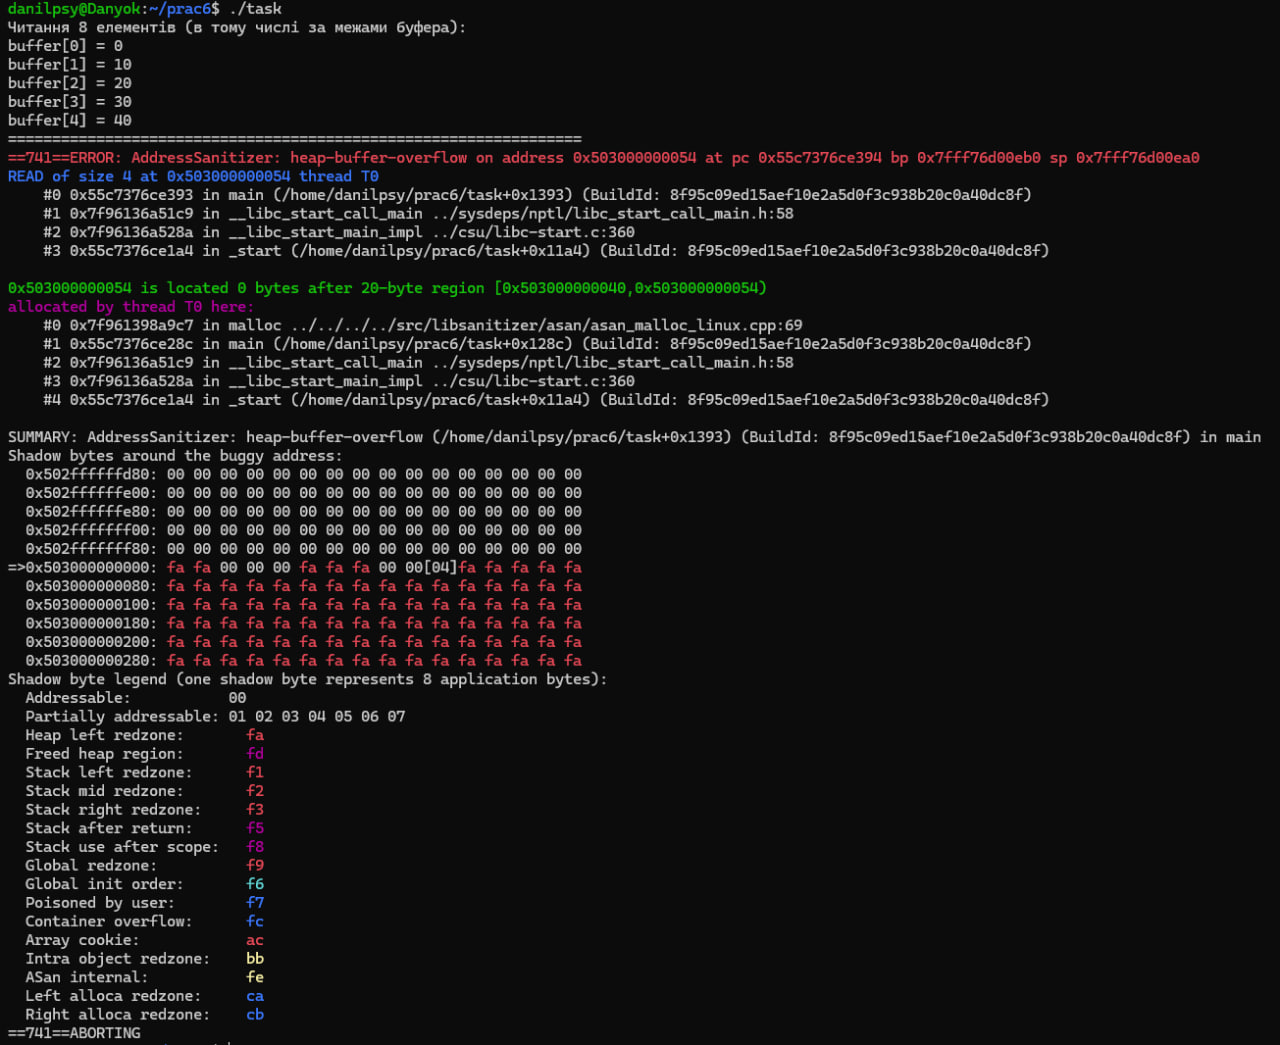 danilpsy@Danyok:~/prac6$ ./task
Читання 8 елементів (в тому числі за межами буфера):
buffer[0] = 0
buffer[1] = 10
buffer[2] = 20
buffer[3] = 30
buffer[4] = 40
=================================================================
==741==ERROR: AddressSanitizer: heap-buffer-overflow on address 0x503000000054 at pc 0x55c7376ce394 bp 0x7fff76d00eb0 sp 0x7fff76d00ea0
READ of size 4 at 0x503000000054 thread T0
    #0 0x55c7376ce393 in main (/home/danilpsy/prac6/task+0x1393) (BuildId: 8f95c09ed15aef10e2a5d0f3c938b20c0a40dc8f)
    #1 0x7f96136a51c9 in __libc_start_call_main ../sysdeps/nptl/libc_start_call_main.h:58
    #2 0x7f96136a528a in __libc_start_main_impl ../csu/libc-start.c:360
    #3 0x55c7376ce1a4 in _start (/home/danilpsy/prac6/task+0x11a4) (BuildId: 8f95c09ed15aef10e2a5d0f3c938b20c0a40dc8f)

0x503000000054 is located 0 bytes after 20-byte region [0x503000000040,0x503000000054)
allocated by thread T0 here:
    #0 0x7f961398a9c7 in malloc ../../../../src/libsanitizer/asan/asan_malloc_linux.cpp:69
    #1 0x55c7376ce28c in main (/home/danilpsy/prac6/task+0x128c) (BuildId: 8f95c09ed15aef10e2a5d0f3c938b20c0a40dc8f)
    #2 0x7f96136a51c9 in __libc_start_call_main ../sysdeps/nptl/libc_start_call_main.h:58
    #3 0x7f96136a528a in __libc_start_main_impl ../csu/libc-start.c:360
    #4 0x55c7376ce1a4 in _start (/home/danilpsy/prac6/task+0x11a4) (BuildId: 8f95c09ed15aef10e2a5d0f3c938b20c0a40dc8f)

SUMMARY: AddressSanitizer: heap-buffer-overflow (/home/danilpsy/prac6/task+0x1393) (BuildId: 8f95c09ed15aef10e2a5d0f3c938b20c0a40dc8f) in main
Shadow bytes around the buggy address:
  0x502ffffffd80: 00 00 00 00 00 00 00 00 00 00 00 00 00 00 00 00
  0x502ffffffe00: 00 00 00 00 00 00 00 00 00 00 00 00 00 00 00 00
  0x502ffffffe80: 00 00 00 00 00 00 00 00 00 00 00 00 00 00 00 00
  0x502fffffff00: 00 00 00 00 00 00 00 00 00 00 00 00 00 00 00 00
  0x502fffffff80: 00 00 00 00 00 00 00 00 00 00 00 00 00 00 00 00
=>0x503000000000: fa fa 00 00 00 fa fa fa 00 00[04]fa fa fa fa fa
  0x503000000080: fa fa fa fa fa fa fa fa fa fa fa fa fa fa fa fa
  0x503000000100: fa fa fa fa fa fa fa fa fa fa fa fa fa fa fa fa
  0x503000000180: fa fa fa fa fa fa fa fa fa fa fa fa fa fa fa fa
  0x503000000200: fa fa fa fa fa fa fa fa fa fa fa fa fa fa fa fa
  0x503000000280: fa fa fa fa fa fa fa fa fa fa fa fa fa fa fa fa
Shadow byte legend (one shadow byte represents 8 application bytes):
  Addressable:           00
  Partially addressable: 01 02 03 04 05 06 07
  Heap left redzone:       fa
  Freed heap region:       fd
  Stack left redzone:      f1
  Stack mid redzone:       f2
  Stack right redzone:     f3
  Stack after return:      f5
  Stack use after scope:   f8
  Global redzone:          f9
  Global init order:       f6
  Poisoned by user:        f7
  Container overflow:      fc
  Array cookie:            ac
  Intra object redzone:    bb
  ASan internal:           fe
  Left alloca redzone:     ca
  Right alloca redzone:    cb
==741==ABORTING